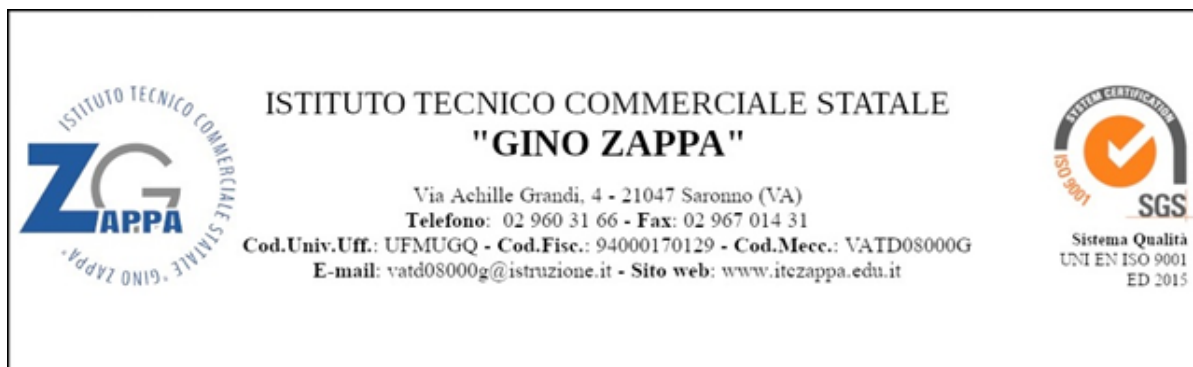 ISTITUTO TECNICO COMMERCIALE STATALE "GINO ZAPPA"
ZG
ZAPPA
ISTITUTO TECNICO COMMERCIALE STATALE
"GINO ZAPPA"
Via Achille Grandi, 4 - 21047 Saronno (VA)
Telefono: 02 960 31 66 - Fax: 02 967 014 31
Cod.Univ.Uff.: UFMUGQ - Cod.Fisc.: 94000170129 - Cod.Mecc.: VATD08000G
E-mail: vatd08000g@istruzione.it - Sito web: www.itczappa.edu.it
SYSTEM CERTIFICATION
ISO 9001
SGS
Sistema Qualità
UNI EN ISO 9001
ED 2015